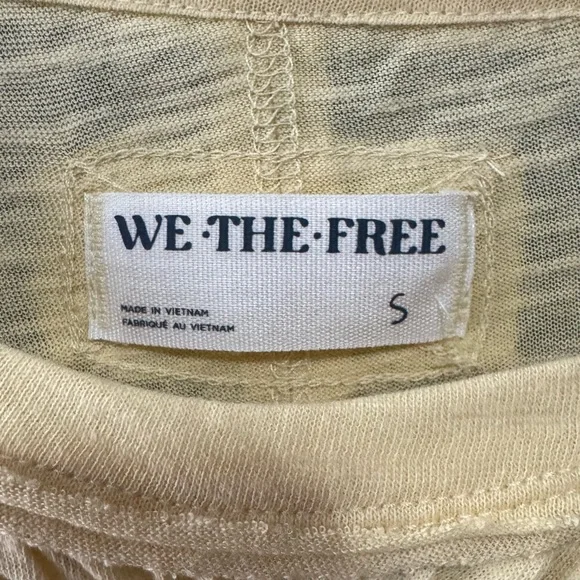 WE·THE·FREE
MADE IN VIETNAM
FABRIQUÉ AU VIETNAM
S